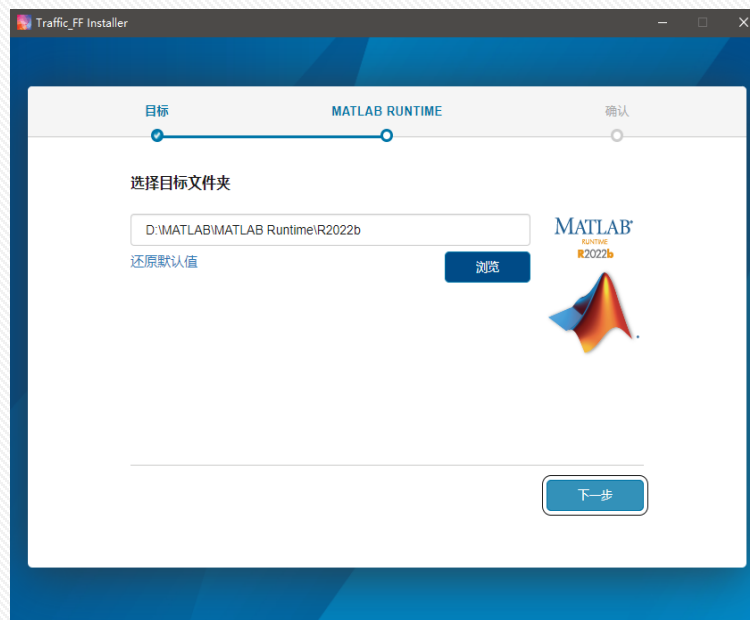 Traffic_FF Installer
目标
MATLAB RUNTIME
确认
选择目标文件夹
D:\MATLAB\MATLAB Runtime\R2022b
还原默认值
浏览
MATLAB®
RUNTIME
R2022b
下一步